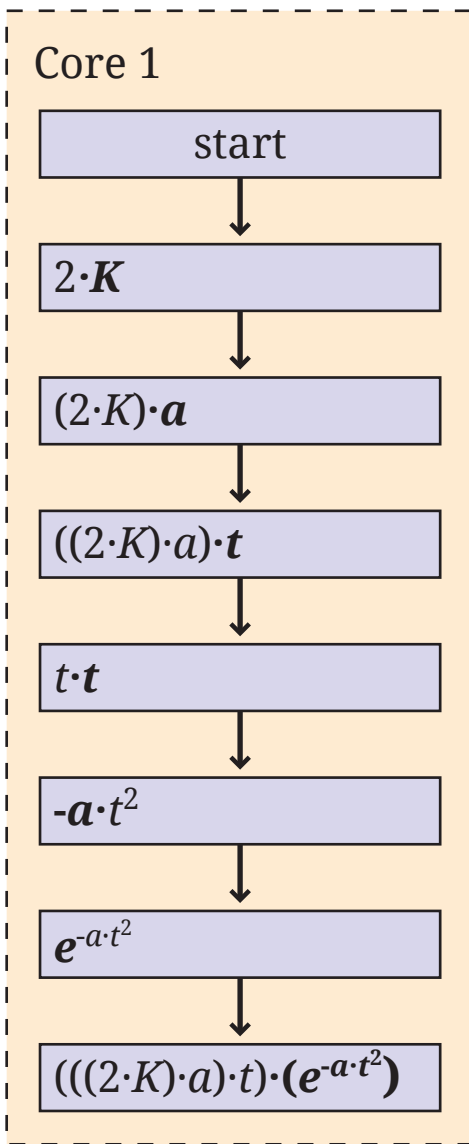 Core 1
start
2·K
(2·K)·a
((2·K)·a)·t
t·t
-a·t²
e^{-a·t²}
(((2·K)·a)·t)·(e^{-a·t²})